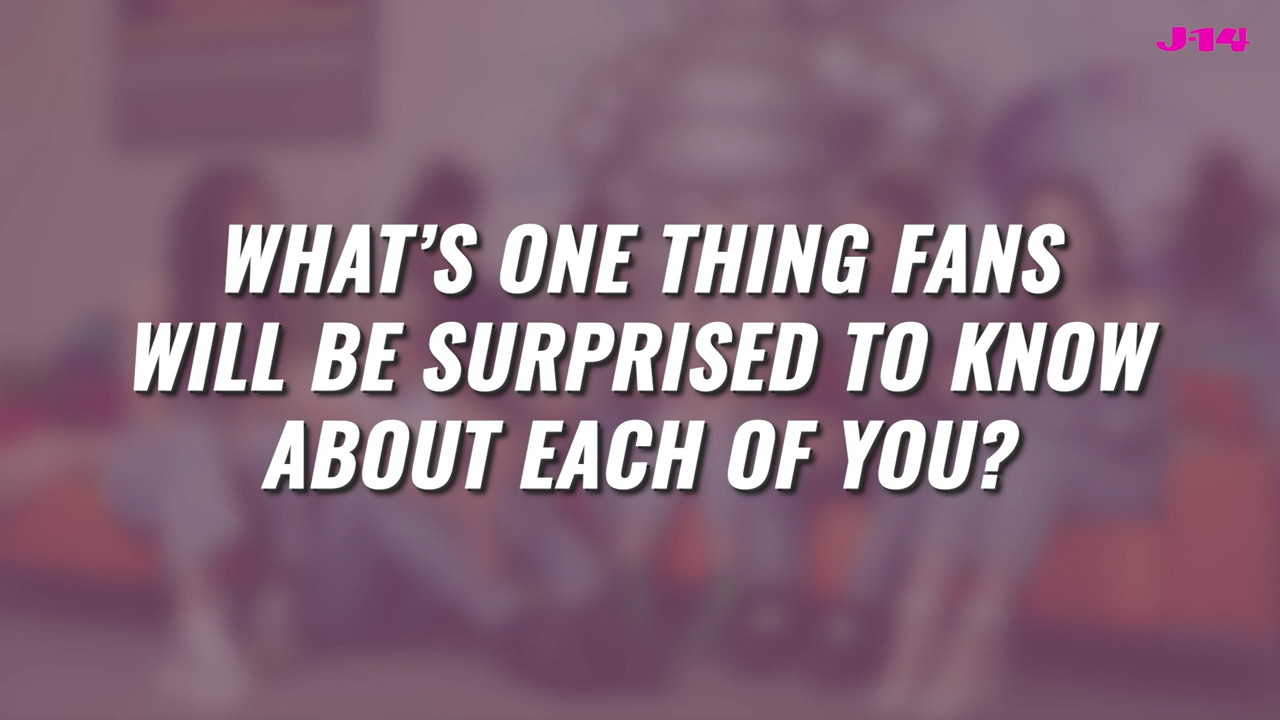 J-14
WHAT'S ONE THING FANS
WILL BE SURPRISED TO KNOW
ABOUT EACH OF YOU?